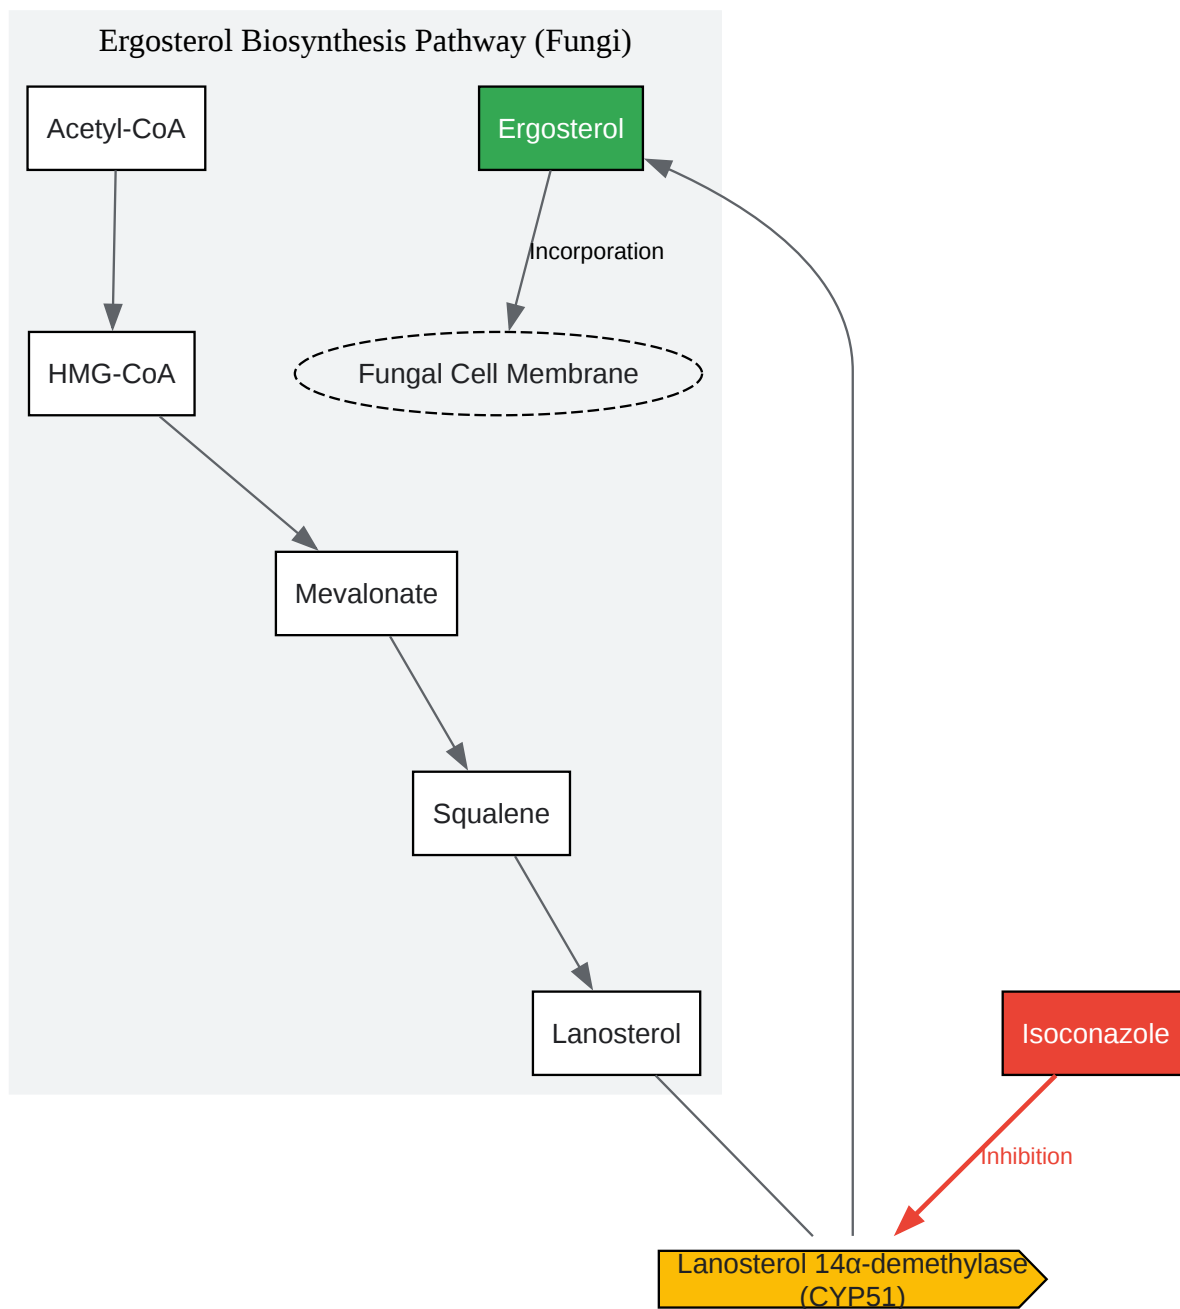 Ergosterol Biosynthesis Pathway (Fungi)
Acetyl-CoA
Ergosterol
Incorporation
HMG-CoA
Fungal Cell Membrane
Mevalonate
Squalene
Lanosterol
Isoconazole
Inhibition
Lanosterol 14α-demethylase
(CYP51)